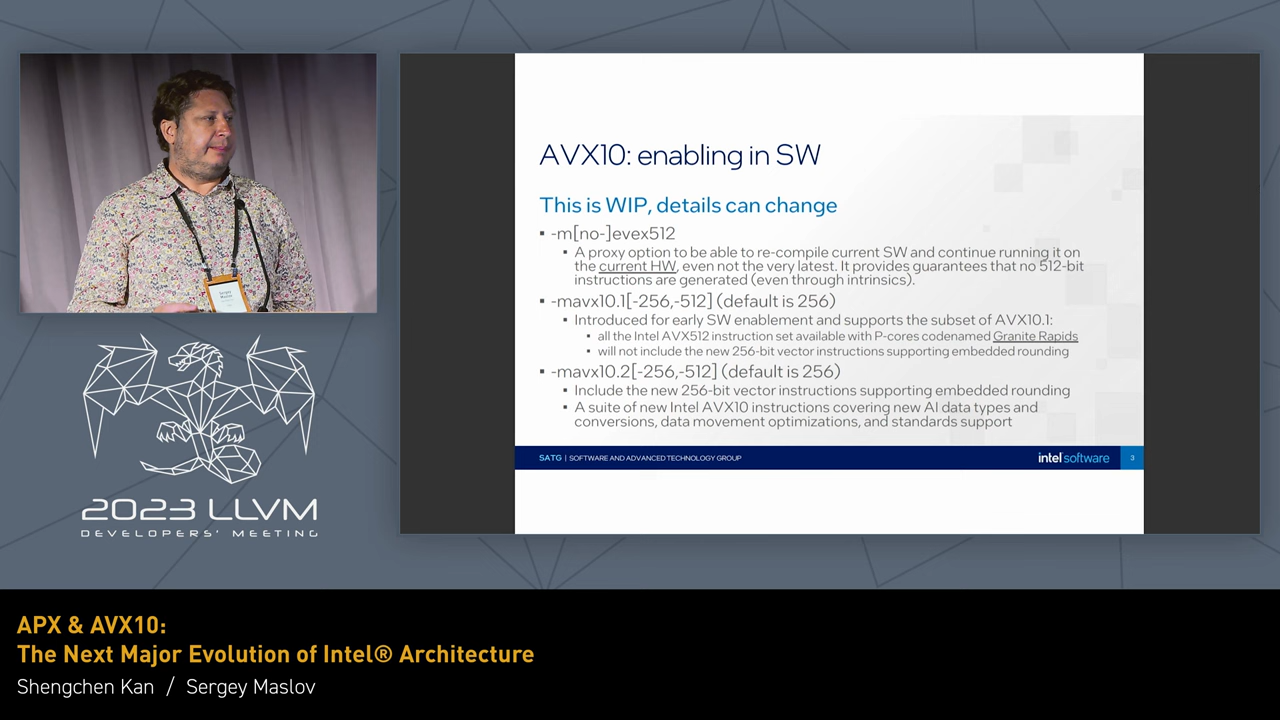 AVX10: enabling in SW
This is WIP, details can change
▪ -m[no-]evex512
▪ A proxy option to be able to re-compile current SW and continue running it on
the current HW, even not the very latest. It provides guarantees that no 512-bit
instructions are generated (even through intrinsics).
▪ -mavx10.1[-256,-512] (default is 256)
▪ Introduced for early SW enablement and supports the subset of AVX10.1:
▪ all the Intel AVX512 instruction set available with P-cores codenamed Granite Rapids
▪ will not include the new 256-bit vector instructions supporting embedded rounding
▪ -mavx10.2[-256,-512] (default is 256)
▪ Include the new 256-bit vector instructions supporting embedded rounding
▪ A suite of new Intel AVX10 instructions covering new AI data types and
conversions, data movement optimizations, and standards support
SATG | SOFTWARE AND ADVANCED TECHNOLOGY GROUP
intel software
3
Sergey
Maslov
2023 LLVM
DEVELOPERS' MEETING
APX & AVX10:
The Next Major Evolution of Intel® Architecture
Shengchen Kan / Sergey Maslov